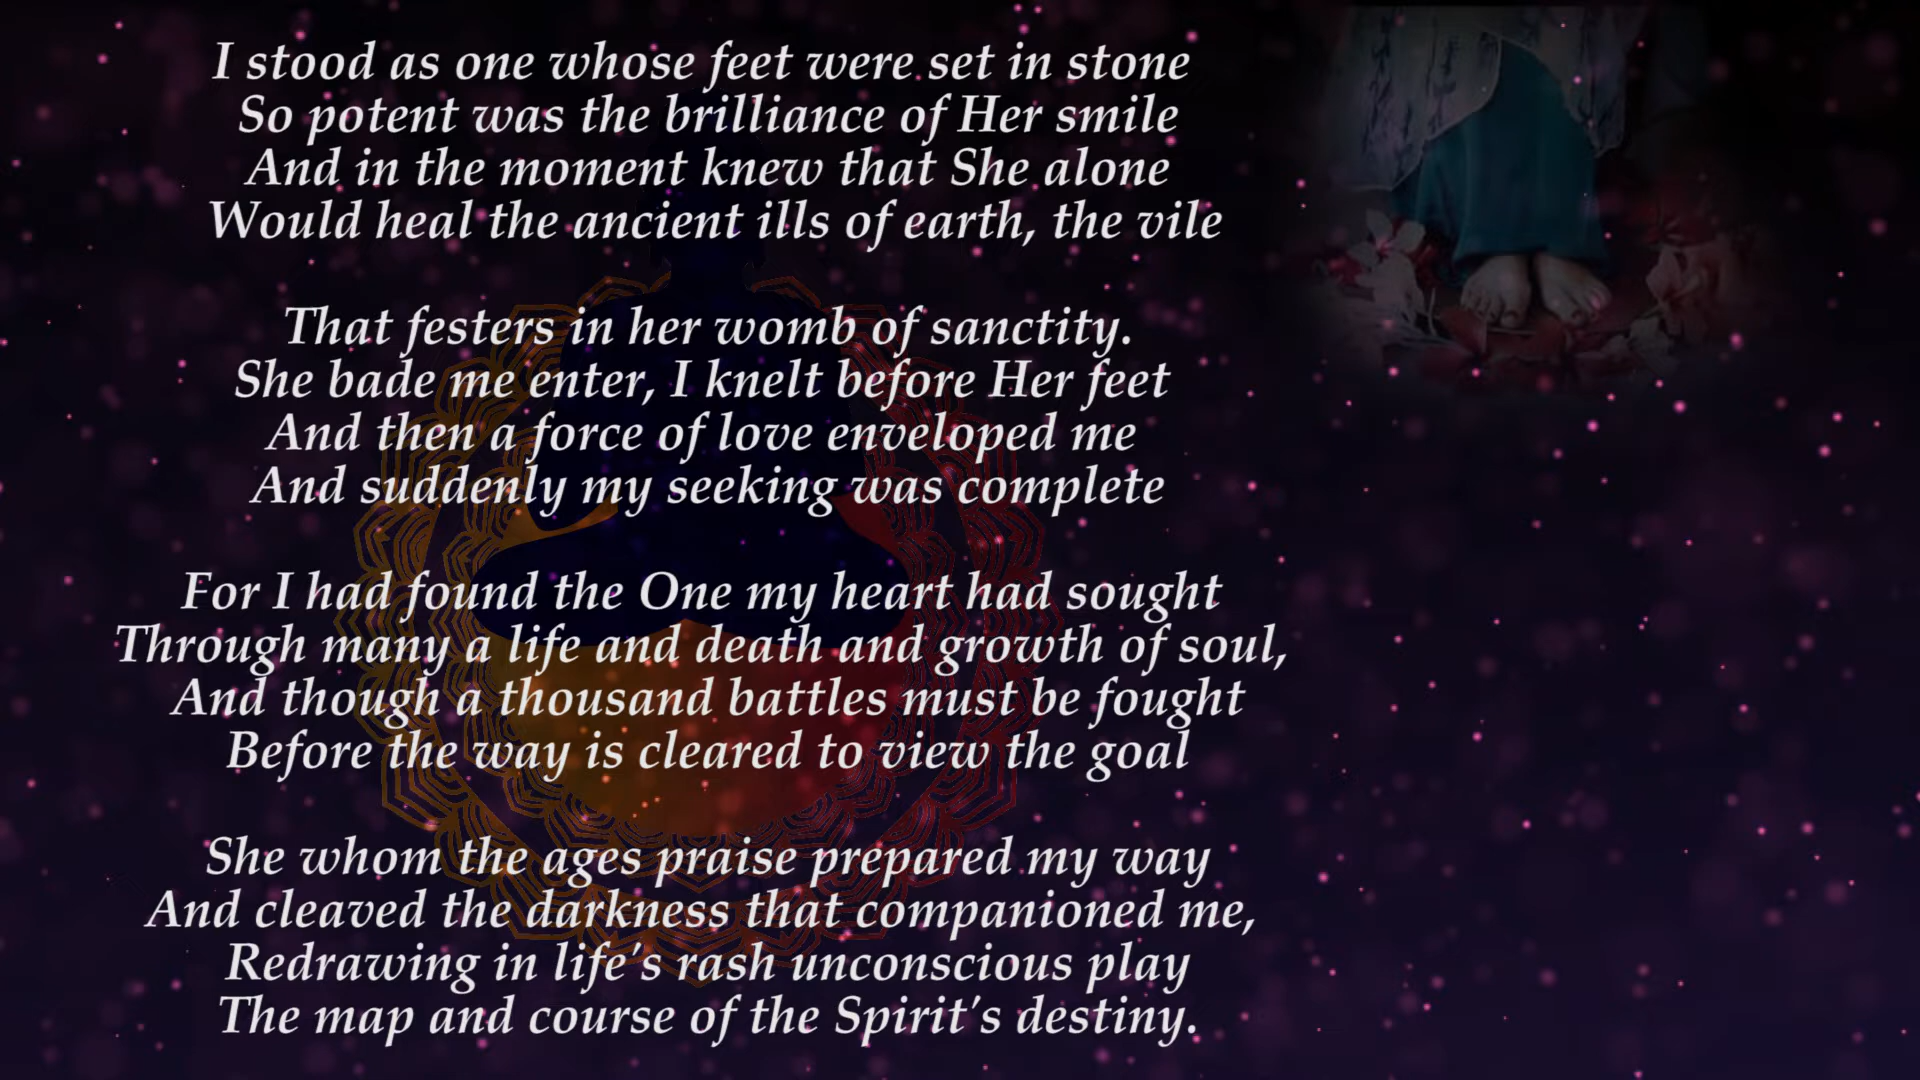 I stood as one whose feet were set in stone
So potent was the brilliance of Her smile
And in the moment knew that She alone
Would heal the ancient ills of earth, the vile
That festers in her womb of sanctity.
She bade me enter, I knelt before Her feet
And then a force of love enveloped me
And suddenly my seeking was complete
For I had found the One my heart had sought
Through many a life and death and growth of soul,
And though a thousand battles must be fought
Before the way is cleared to view the goal
She whom the ages praise prepared my way
And cleaved the darkness that companioned me,
Redrawing in life's rash unconscious play
The map and course of the Spirit's destiny.